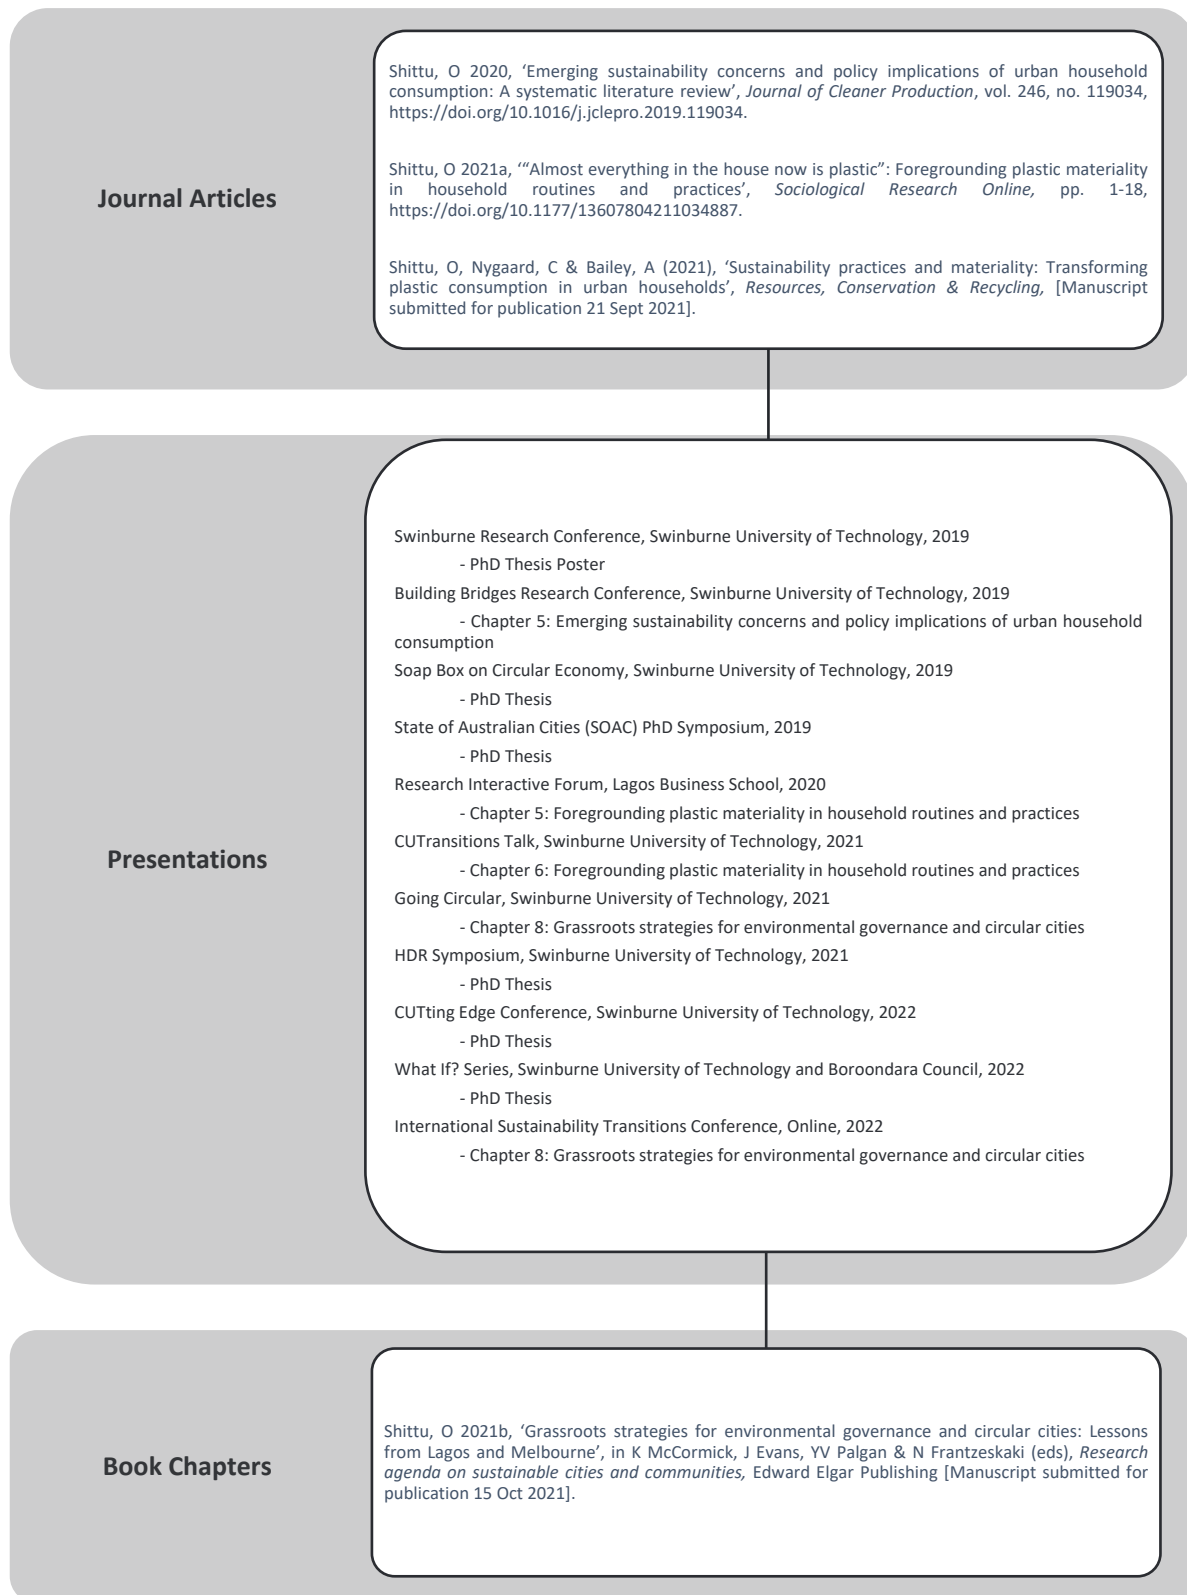 Journal Articles
Shittu, O 2020, ‘Emerging sustainability concerns and policy implications of urban household
consumption: A systematic literature review’, Journal of Cleaner Production, vol. 246, no. 119034,
https://doi.org/10.1016/j.jclepro.2019.119034.
Shittu, O 2021a, ‘“Almost everything in the house now is plastic”: Foregrounding plastic materiality
in household routines and practices’, Sociological Research Online, pp. 1-18,
https://doi.org/10.1177/13607804211034887.
Shittu, O, Nygaard, C & Bailey, A (2021), ‘Sustainability practices and materiality: Transforming
plastic consumption in urban households’, Resources, Conservation & Recycling, [Manuscript
submitted for publication 21 Sept 2021].
Presentations
Swinburne Research Conference, Swinburne University of Technology, 2019
- PhD Thesis Poster
Building Bridges Research Conference, Swinburne University of Technology, 2019
- Chapter 5: Emerging sustainability concerns and policy implications of urban household
consumption
Soap Box on Circular Economy, Swinburne University of Technology, 2019
- PhD Thesis
State of Australian Cities (SOAC) PhD Symposium, 2019
- PhD Thesis
Research Interactive Forum, Lagos Business School, 2020
- Chapter 5: Foregrounding plastic materiality in household routines and practices
CUTransitions Talk, Swinburne University of Technology, 2021
- Chapter 6: Foregrounding plastic materiality in household routines and practices
Going Circular, Swinburne University of Technology, 2021
- Chapter 8: Grassroots strategies for environmental governance and circular cities
HDR Symposium, Swinburne University of Technology, 2021
- PhD Thesis
CUTting Edge Conference, Swinburne University of Technology, 2022
- PhD Thesis
What If? Series, Swinburne University of Technology and Boroondara Council, 2022
- PhD Thesis
International Sustainability Transitions Conference, Online, 2022
- Chapter 8: Grassroots strategies for environmental governance and circular cities
Book Chapters
Shittu, O 2021b, ‘Grassroots strategies for environmental governance and circular cities: Lessons
from Lagos and Melbourne’, in K McCormick, J Evans, YV Palgan & N Frantzeskaki (eds), Research
agenda on sustainable cities and communities, Edward Elgar Publishing [Manuscript submitted for
publication 15 Oct 2021].